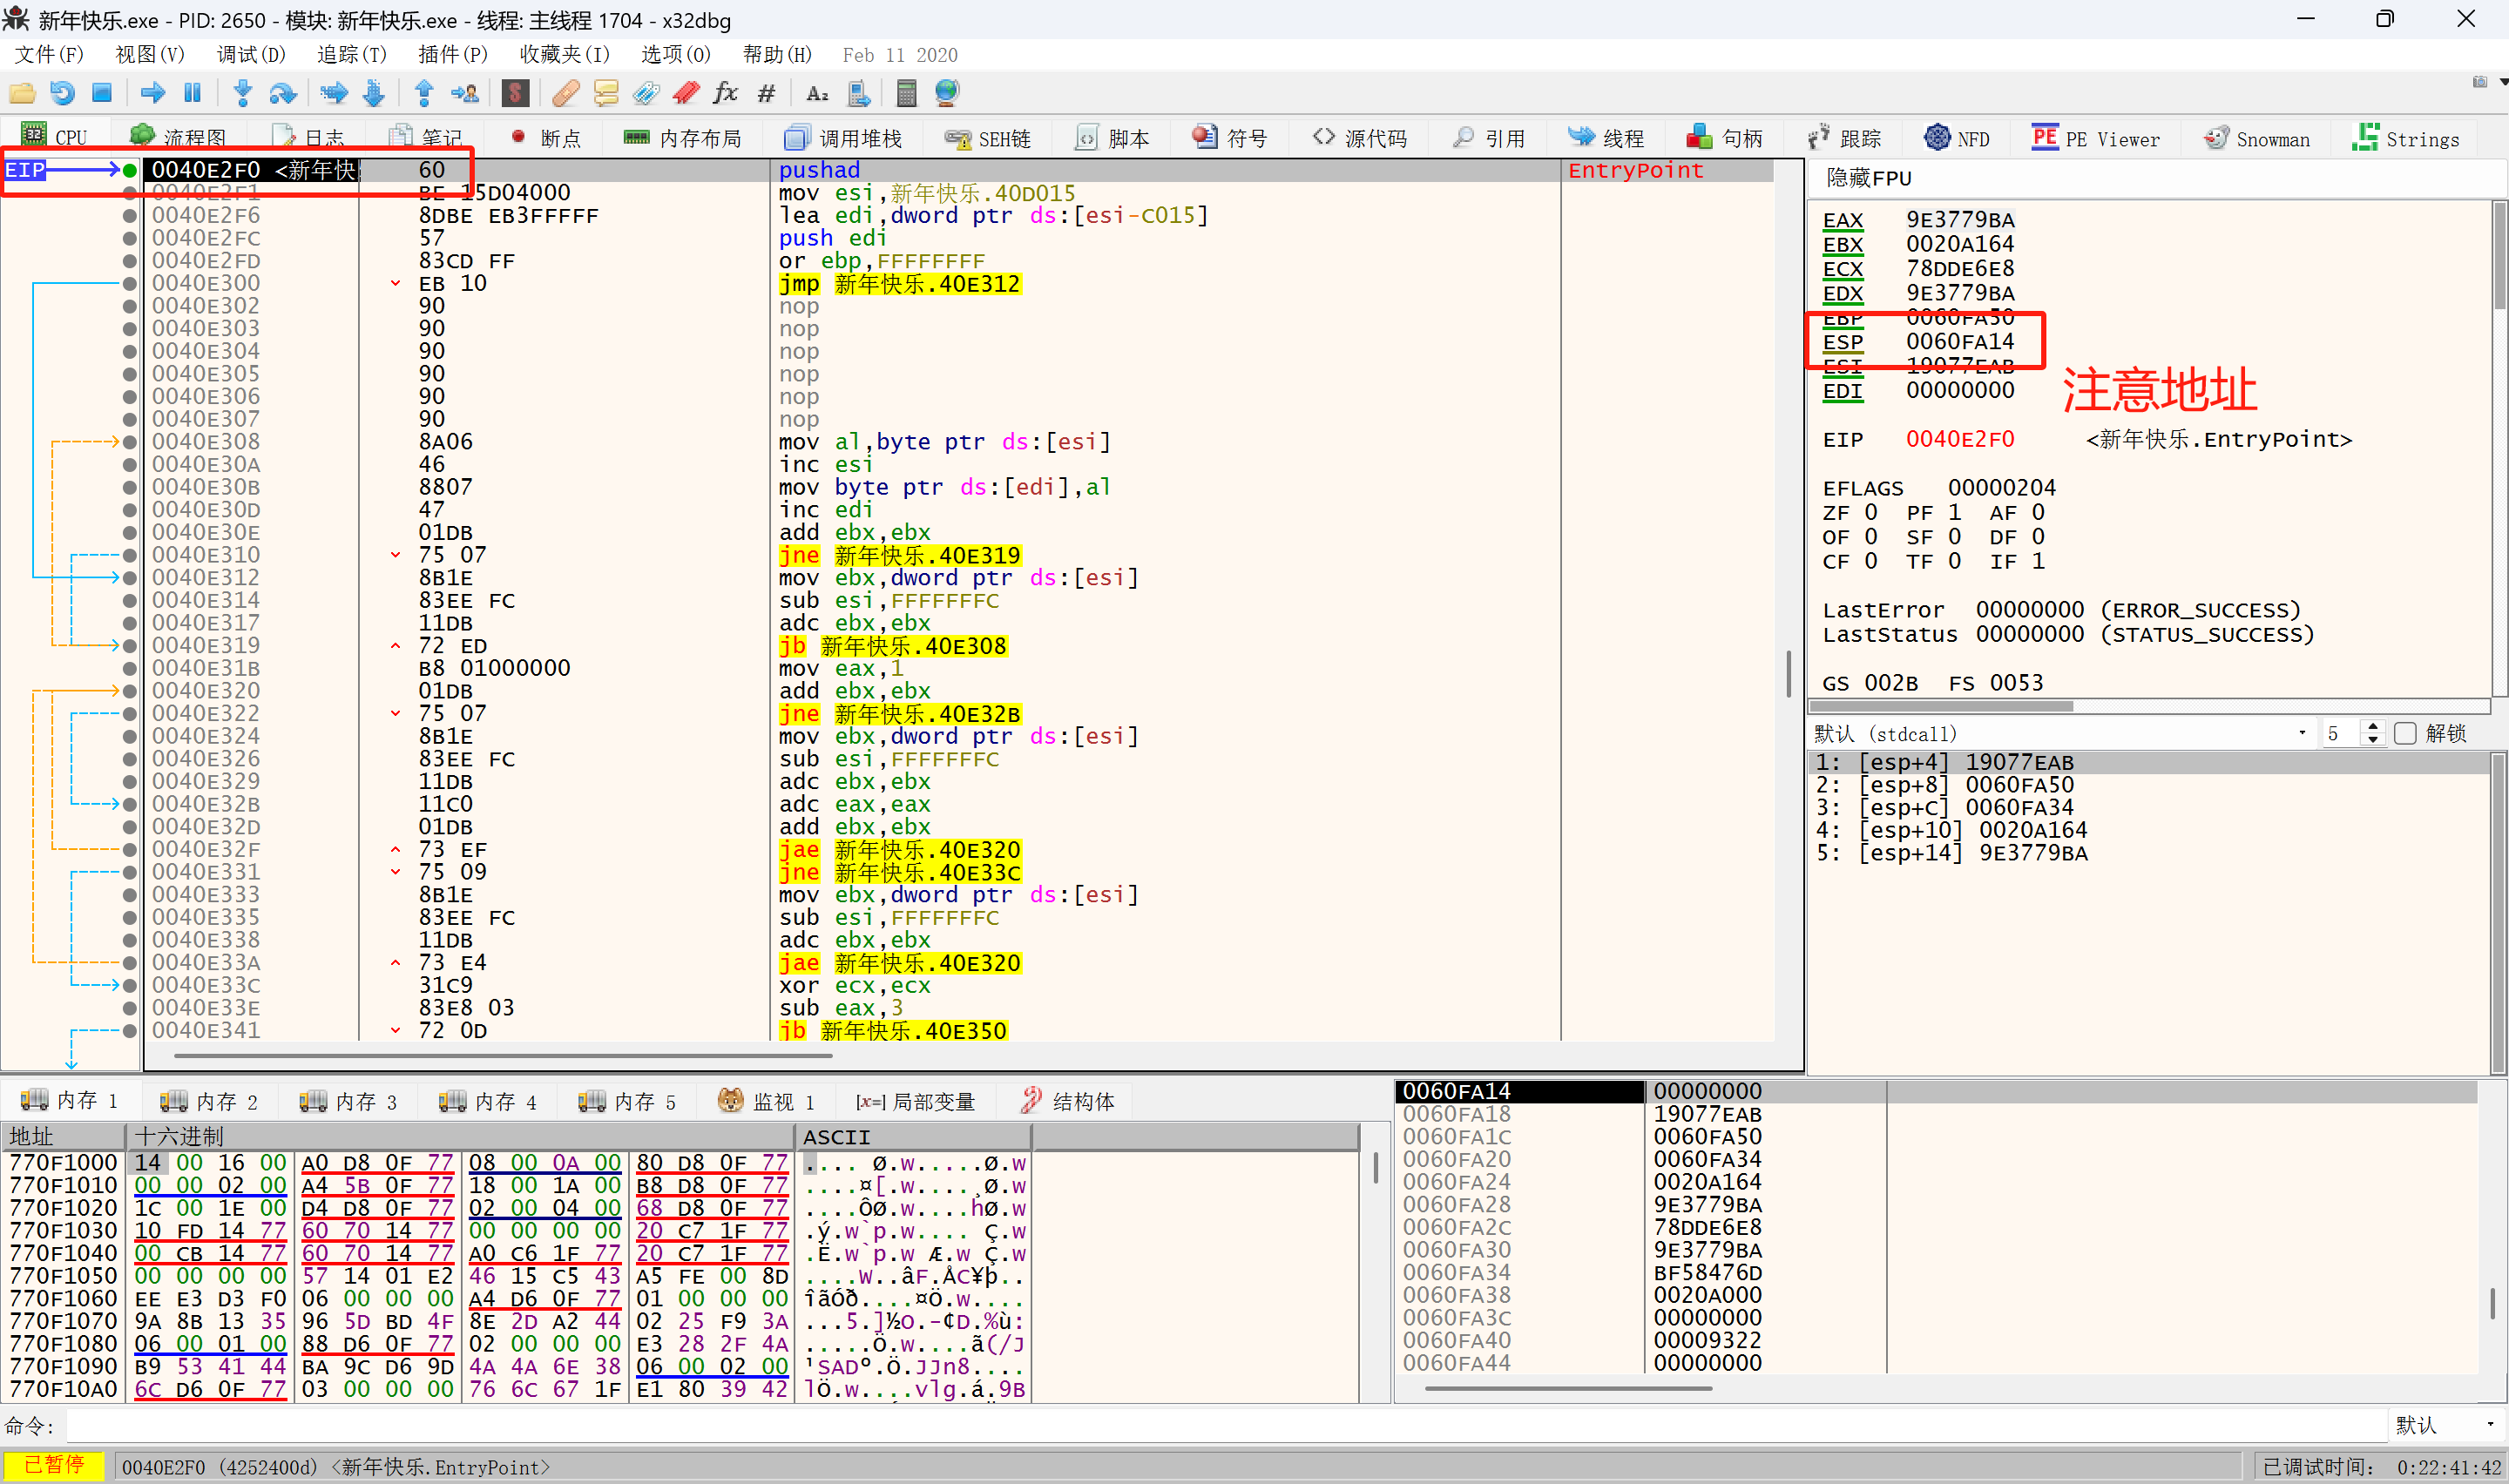 新年快乐.exe - PID: 2650 - 模块: 新年快乐.exe - 线程: 主线程 1704 - x32dbg
文件(F) 视图(V) 调试(D) 追踪(T) 插件(P) 收藏夹(I) 选项(O) 帮助(H) Feb 11 2020
CPU 流程图 日志 笔记 断点 内存布局 调用堆栈 SEH链 脚本 符号 源代码 引用 线程 句柄 跟踪 NFD PE Viewer Snowman Strings
EIP 0040E2F0 <新年快 60 pushad EntryPoint
0040E2F1 BE 15D04000 mov esi,新年快乐.40D015
0040E2F6 8DBE EB3FFFFF lea edi,dword ptr ds:[esi-C015]
0040E2FC 57 push edi
0040E2FD 83CD FF or ebp,FFFFFFFF
0040E300 EB 10 jmp 新年快乐.40E312
0040E302 90 nop
0040E303 90 nop
0040E304 90 nop
0040E305 90 nop
0040E306 90 nop
0040E307 90 nop
0040E308 8A06 mov al,byte ptr ds:[esi]
0040E30A 46 inc esi
0040E30B 8807 mov byte ptr ds:[edi],al
0040E30D 47 inc edi
0040E30E 01DB add ebx,ebx
0040E310 75 07 jne 新年快乐.40E319
0040E312 8B1E mov ebx,dword ptr ds:[esi]
0040E314 83EE FC sub esi,FFFFFFFC
0040E317 11DB adc ebx,ebx
0040E319 72 ED jb 新年快乐.40E308
0040E31B B8 01000000 mov eax,1
0040E320 01DB add ebx,ebx
0040E322 75 07 jne 新年快乐.40E32B
0040E324 8B1E mov ebx,dword ptr ds:[esi]
0040E326 83EE FC sub esi,FFFFFFFC
0040E329 11DB adc ebx,ebx
0040E32B 11C0 adc eax,eax
0040E32D 01DB add ebx,ebx
0040E32F 73 EF jae 新年快乐.40E320
0040E331 75 09 jne 新年快乐.40E33C
0040E333 8B1E mov ebx,dword ptr ds:[esi]
0040E335 83EE FC sub esi,FFFFFFFC
0040E338 11DB adc ebx,ebx
0040E33A 73 E4 jae 新年快乐.40E320
0040E33C 31C9 xor ecx,ecx
0040E33E 83E8 03 sub eax,3
0040E341 72 0D jb 新年快乐.40E350
隐藏FPU
EAX 9E3779BA
EBX 0020A164
ECX 78DDE6E8
EDX 9E3779BA
EBP 0060FA50
ESP 0060FA14
ESI 19077EAB
EDI 00000000
注意地址
EIP 0040E2F0 <新年快乐.EntryPoint>
EFLAGS 00000204
ZF 0 PF 1 AF 0
OF 0 SF 0 DF 0
CF 0 TF 0 IF 1
LastError 00000000 (ERROR_SUCCESS)
LastStatus 00000000 (STATUS_SUCCESS)
GS 002B FS 0053
默认 (stdcall) 5 解锁
1: [esp+4] 19077EAB
2: [esp+8] 0060FA50
3: [esp+C] 0060FA34
4: [esp+10] 0020A164
5: [esp+14] 9E3779BA
内存 1 内存 2 内存 3 内存 4 内存 5 监视 1 [x=] 局部变量 结构体
地址 十六进制 ASCII
770F1000 14 00 16 00 A0 D8 0F 77 08 00 0A 00 80 D8 0F 77 .... Ø.w.....Ø.w
770F1010 00 00 02 00 A4 5B 0F 77 18 00 1A 00 B8 D8 0F 77 ....¤[.w....¸Ø.w
770F1020 1C 00 1E 00 D4 D8 0F 77 02 00 04 00 68 D8 0F 77 ....ÔØ.w....hØ.w
770F1030 10 FD 14 77 60 70 14 77 00 00 00 00 20 C7 1F 77 .ý.w`p.w.... Ç.w
770F1040 00 CB 14 77 60 70 14 77 A0 C6 1F 77 20 C7 1F 77 .Ë.w`p.w Æ.w Ç.w
770F1050 00 00 00 00 57 14 01 E2 46 15 C5 43 A5 FE 00 8D ....W..âF.ÅC¥þ..
770F1060 EE E3 D3 F0 06 00 00 00 A4 D6 0F 77 01 00 00 00 îãÓð....¤Ö.w....
770F1070 9A 8B 13 35 96 5D BD 4F 8E 2D A2 44 02 25 F9 3A ...5.]½O.-¢D.%ù:
770F1080 06 00 01 00 88 D6 0F 77 02 00 00 00 E3 28 2F 4A .....Ö.w....ã(/J
770F1090 B9 53 41 44 BA 9C D6 9D 4A 4A 6E 38 06 00 02 00 ¹SADº.Ö.JJn8....
770F10A0 6C D6 0F 77 03 00 00 00 76 6C 67 1F E1 80 39 42 lÖ.w....vlg.á.9B
0060FA14 00000000
0060FA18 19077EAB
0060FA1C 0060FA50
0060FA20 0060FA34
0060FA24 0020A164
0060FA28 9E3779BA
0060FA2C 78DDE6E8
0060FA30 9E3779BA
0060FA34 BF58476D
0060FA38 0020A000
0060FA3C 00000000
0060FA40 00009322
0060FA44 00000000
命令: 默认
已暂停 0040E2F0 (4252400d) <新年快乐.EntryPoint> 已调试时间: 0:22:41:42